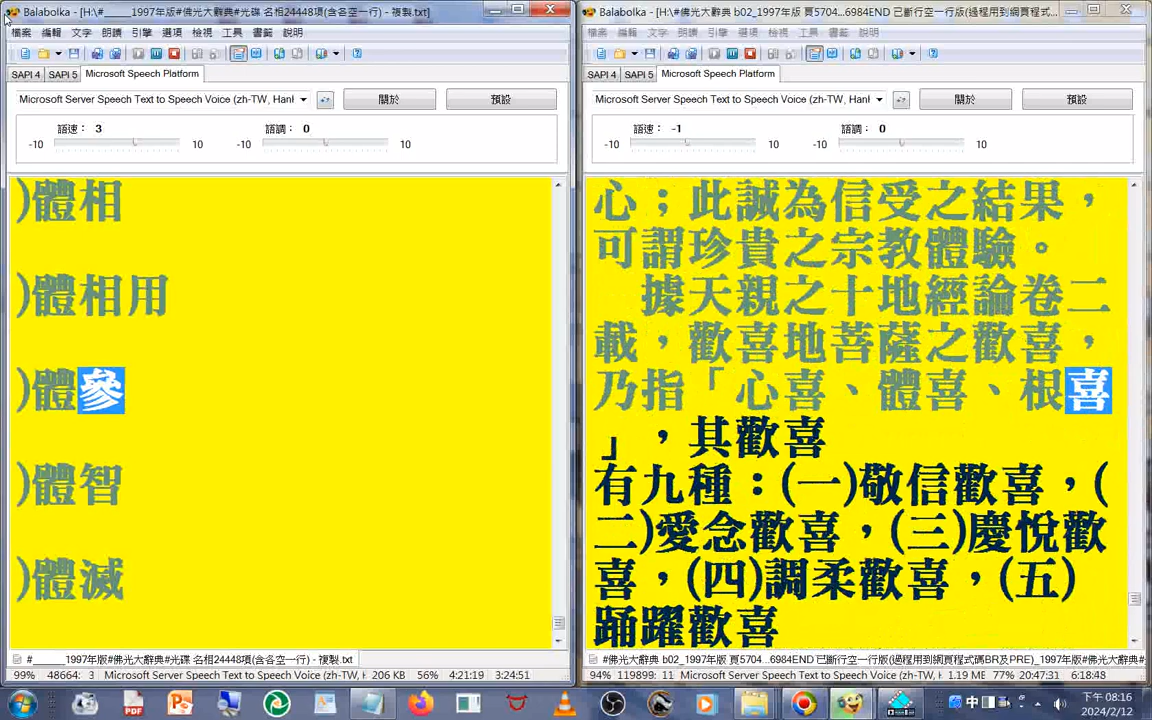 Balabolka - [H:\#_____1997年版#佛光大辭典#光碟 名相24448項(含各空一行) - 複製.txt]
檔案 編輯 文字 朗讀 引擎 選項 檢視 工具 書籤 說明
SAPI 4 SAPI 5 Microsoft Speech Platform
Microsoft Server Speech Text to Speech Voice (zh-TW, Hanl
關於
預設
語速： 3
語調： 0
-10 10 -10 10
)體相
)體相用
)體參
)體智
)體滅
#______1997年版#佛光大辭典#光碟 名相24448項(含各空一行) - 複製.txt
99% 48664: 3 Microsoft Server Speech Text to Speech Voice (zh-TW, H 206 KB 56% 4:21:19 3:24:51
Balabolka - [H:\#佛光大辭典 b02_1997年版 頁5704...6984END 已斷行空一行版(過程用到網頁程式...
檔案 編輯 文字 朗讀 引擎 選項 檢視 工具 書籤 說明
SAPI 4 SAPI 5 Microsoft Speech Platform
Microsoft Server Speech Text to Speech Voice (zh-TW, Hanl
關於
預設
語速： -1
語調： 0
-10 10 -10 10
心；此誠為信受之結果，
可謂珍貴之宗教體驗。
據天親之十地經論卷二
載，歡喜地菩薩之歡喜，
乃指「心喜、體喜、根喜
」，其歡喜
有九種：(一)敬信歡喜，(
二)愛念歡喜，(三)慶悅歡
喜，(四)調柔歡喜，(五)
踊躍歡喜
#佛光大辭典 b02_1997年版 頁5704...6984END 已斷行空一行版(過程用到網頁程式碼BR及PRE)_1997年版#佛光大辭典#
94% 119899: 11 Microsoft Server Speech Text to Speech Voice (zh-TW, H 1.19 MB 77% 20:47:31 6:18:48
下午 08:16
2024/2/12